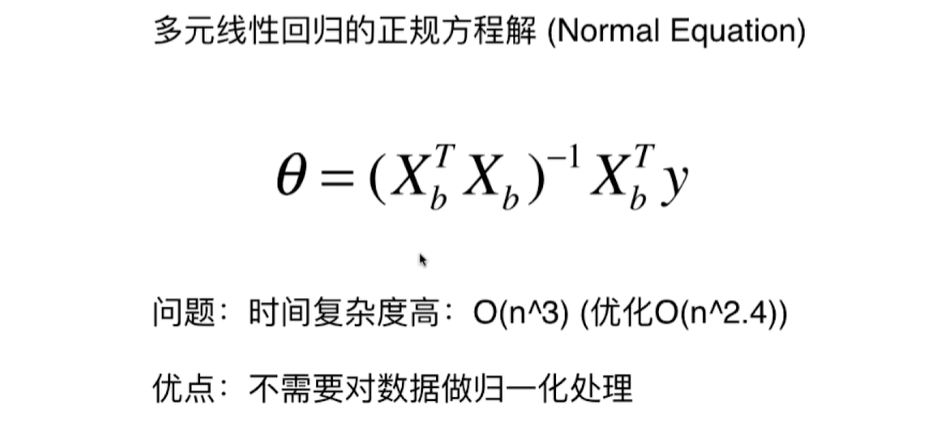 多元线性回归的正规方程解 (Normal Equation)
θ = (X_b^T X_b)^{-1} X_b^T y
问题：时间复杂度高：O(n^3) (优化O(n^2.4))
优点：不需要对数据做归一化处理